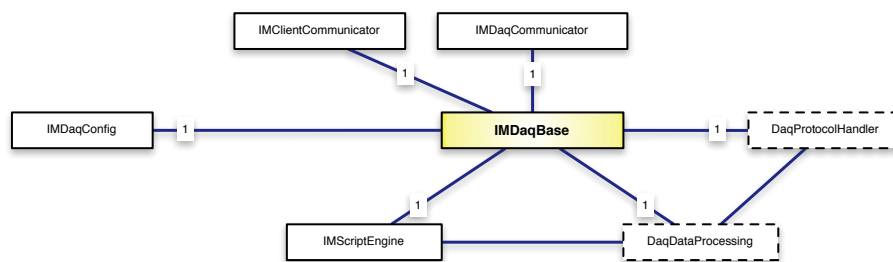 IMClientCommunicator
IMDaqCommunicator
1
1
IMDaqConfig
1
IMDaqBase
1
DaqProtocolHandler
1
1
IMScriptEngine
DaqDataProcessing